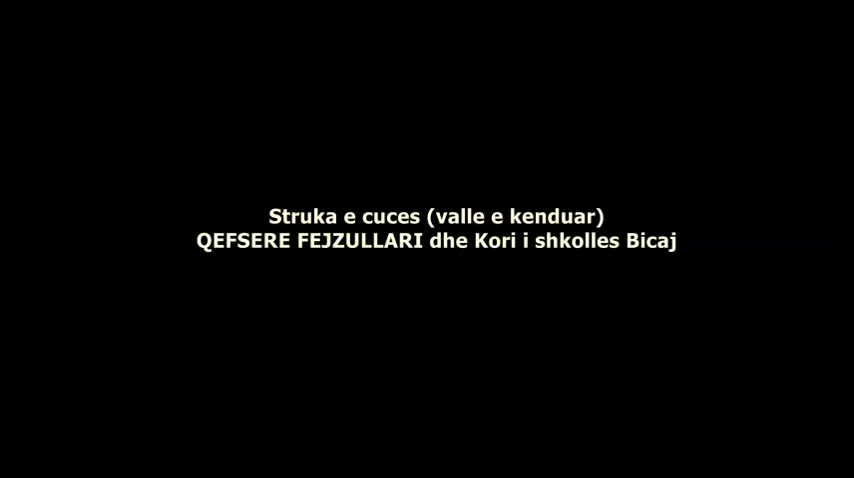 Struka e cuces (valle e kenduar)
QEFSERE FEJZULLARI dhe Kori i shkolles Bicaj